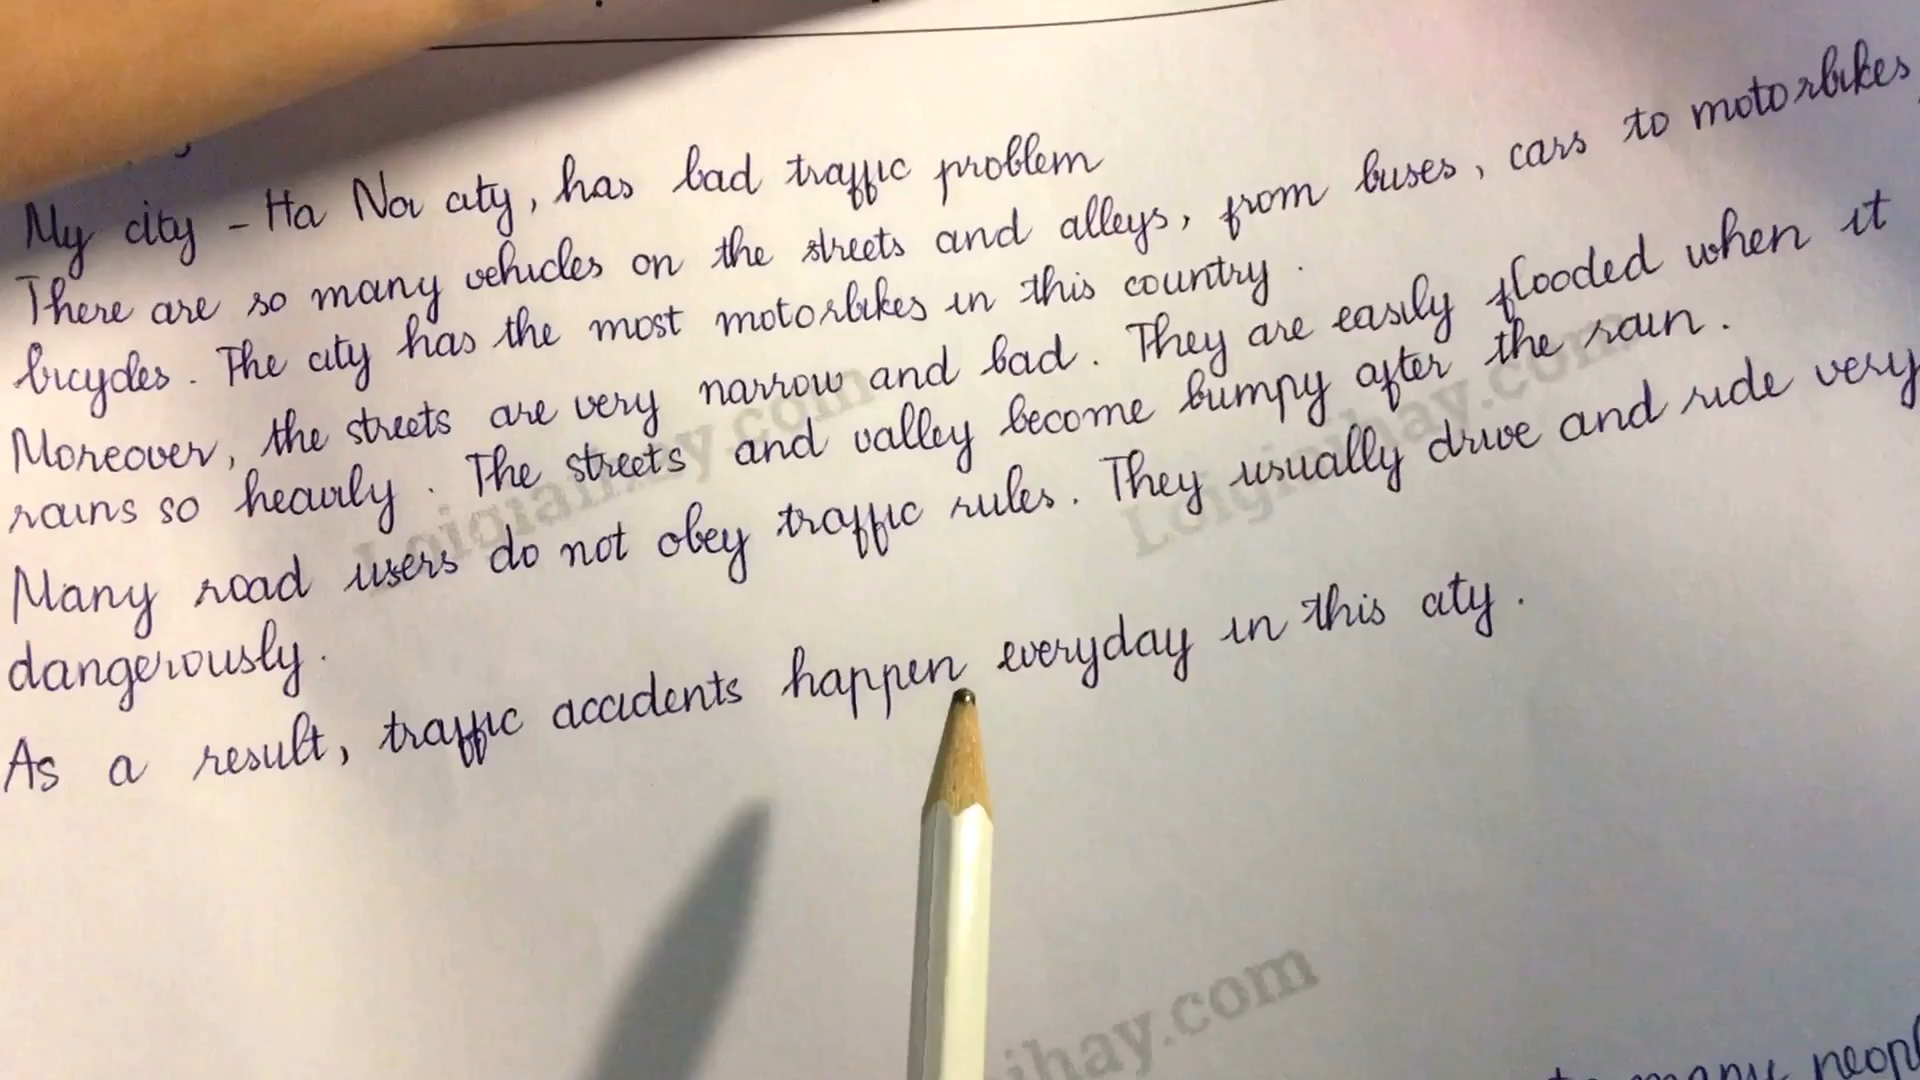 My city - Ha Noi city, has bad traffic problem
There are so many vehicles on the streets and alleys, from buses, cars to motorbikes,
bicycles. The city has the most motorbikes in this country.
Moreover, the streets are very narrow and bad. They are easily flooded when it
rains so heavily. The streets and valley become bumpy after the rain.
Many road users do not obey traffic rules. They usually drive and ride very
dangerously.
As a result, traffic accidents happen everyday in this city.
Loigiaihay.com
Loigiaihay.com
ihay.com
many